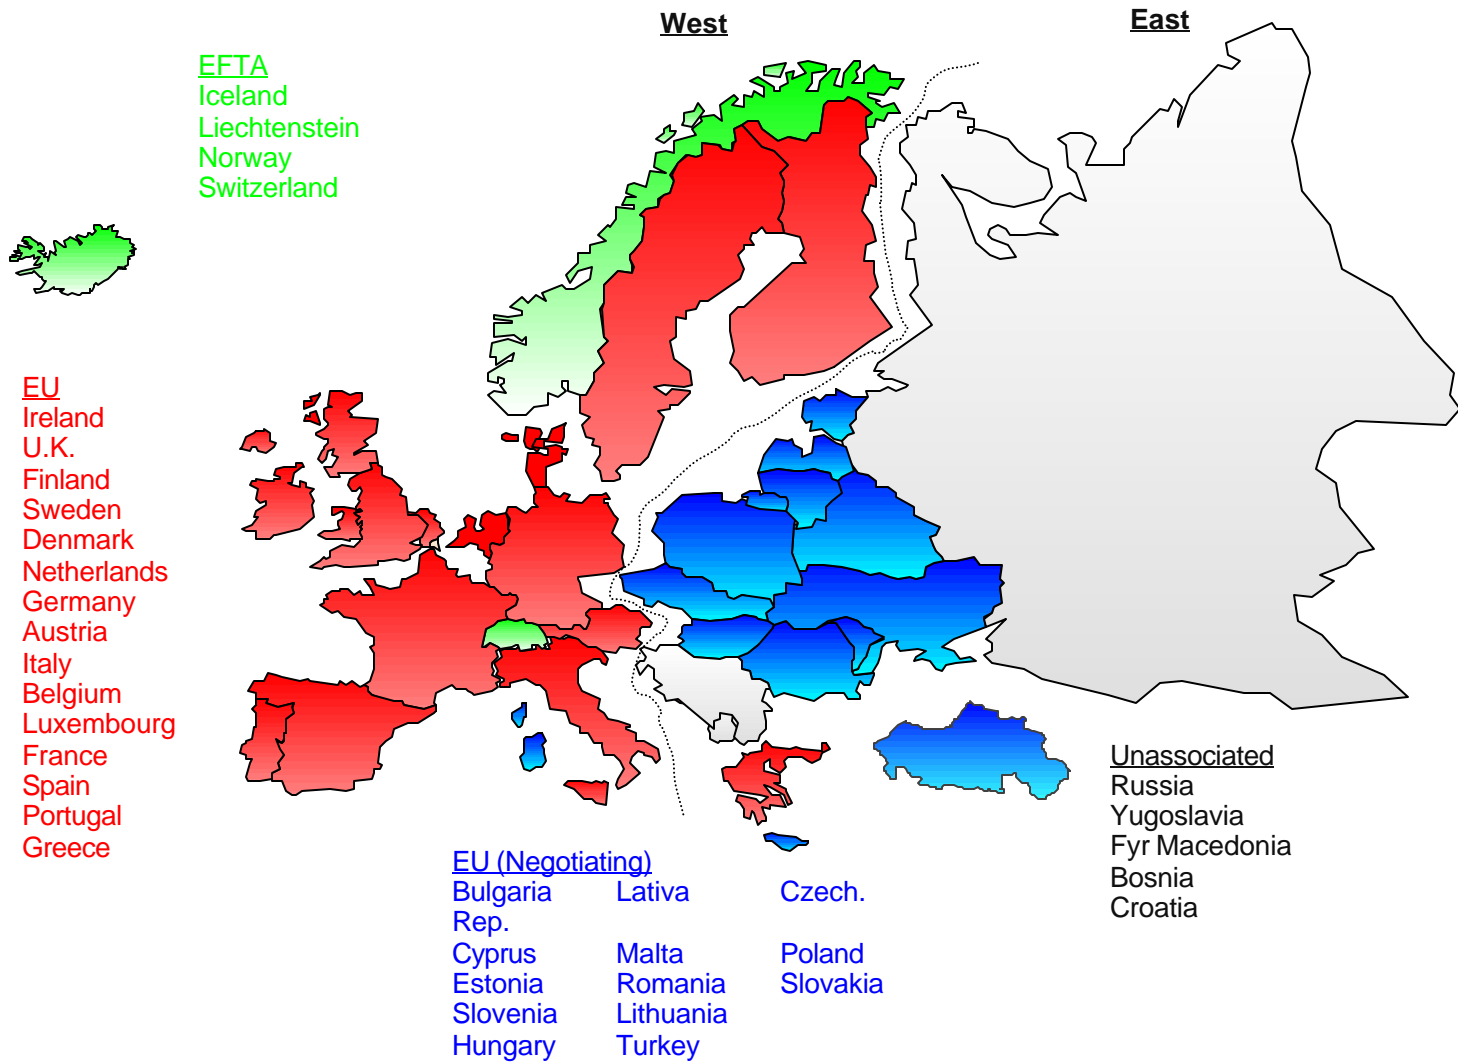 West
East
EFTA
Iceland
Liechtenstein
Norway
Switzerland
EU
Ireland
U.K.
Finland
Sweden
Denmark
Netherlands
Germany
Austria
Italy
Belgium
Luxembourg
France
Spain
Portugal
Greece
EU (Negotiating)
Bulgaria Lativa Czech.
Rep.
Cyprus Malta Poland
Estonia Romania Slovakia
Slovenia Lithuania
Hungary Turkey
Unassociated
Russia
Yugoslavia
Fyr Macedonia
Bosnia
Croatia